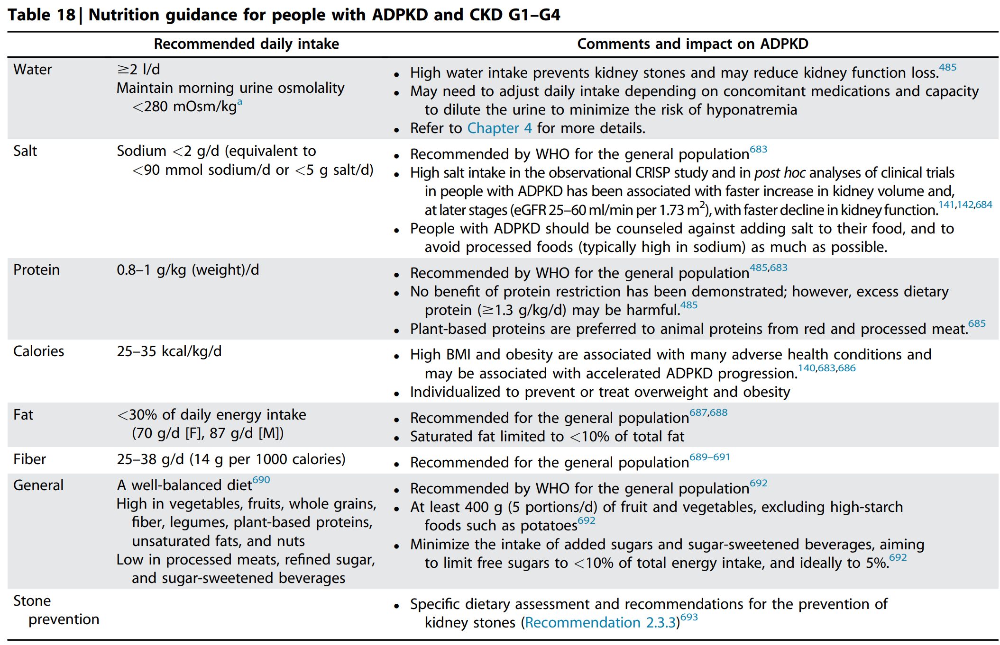 Table 18 | Nutrition guidance for people with ADPKD and CKD G1–G4
Recommended daily intake
Comments and impact on ADPKD
Water
≥2 l/d
Maintain morning urine osmolality
<280 mOsm/kga
• High water intake prevents kidney stones and may reduce kidney function loss.485
• May need to adjust daily intake depending on concomitant medications and capacity
to dilute the urine to minimize the risk of hyponatremia
• Refer to Chapter 4 for more details.
Salt
Sodium <2 g/d (equivalent to
<90 mmol sodium/d or <5 g salt/d)
• Recommended by WHO for the general population683
• High salt intake in the observational CRISP study and in post hoc analyses of clinical trials
in people with ADPKD has been associated with faster increase in kidney volume and,
at later stages (eGFR 25–60 ml/min per 1.73 m2), with faster decline in kidney function.141,142,684
• People with ADPKD should be counseled against adding salt to their food, and to
avoid processed foods (typically high in sodium) as much as possible.
Protein
0.8–1 g/kg (weight)/d
• Recommended by WHO for the general population485,683
• No benefit of protein restriction has been demonstrated; however, excess dietary
protein (≥1.3 g/kg/d) may be harmful.485
• Plant-based proteins are preferred to animal proteins from red and processed meat.685
Calories
25–35 kcal/kg/d
• High BMI and obesity are associated with many adverse health conditions and
may be associated with accelerated ADPKD progression.140,683,686
• Individualized to prevent or treat overweight and obesity
Fat
<30% of daily energy intake
(70 g/d [F], 87 g/d [M])
• Recommended for the general population687,688
• Saturated fat limited to <10% of total fat
Fiber
25–38 g/d (14 g per 1000 calories)
• Recommended for the general population689–691
General
A well-balanced diet690
High in vegetables, fruits, whole grains,
fiber, legumes, plant-based proteins,
unsaturated fats, and nuts
Low in processed meats, refined sugar,
and sugar-sweetened beverages
• Recommended by WHO for the general population692
• At least 400 g (5 portions/d) of fruit and vegetables, excluding high-starch
foods such as potatoes692
• Minimize the intake of added sugars and sugar-sweetened beverages, aiming
to limit free sugars to <10% of total energy intake, and ideally to 5%.692
Stone
prevention
• Specific dietary assessment and recommendations for the prevention of
kidney stones (Recommendation 2.3.3)693